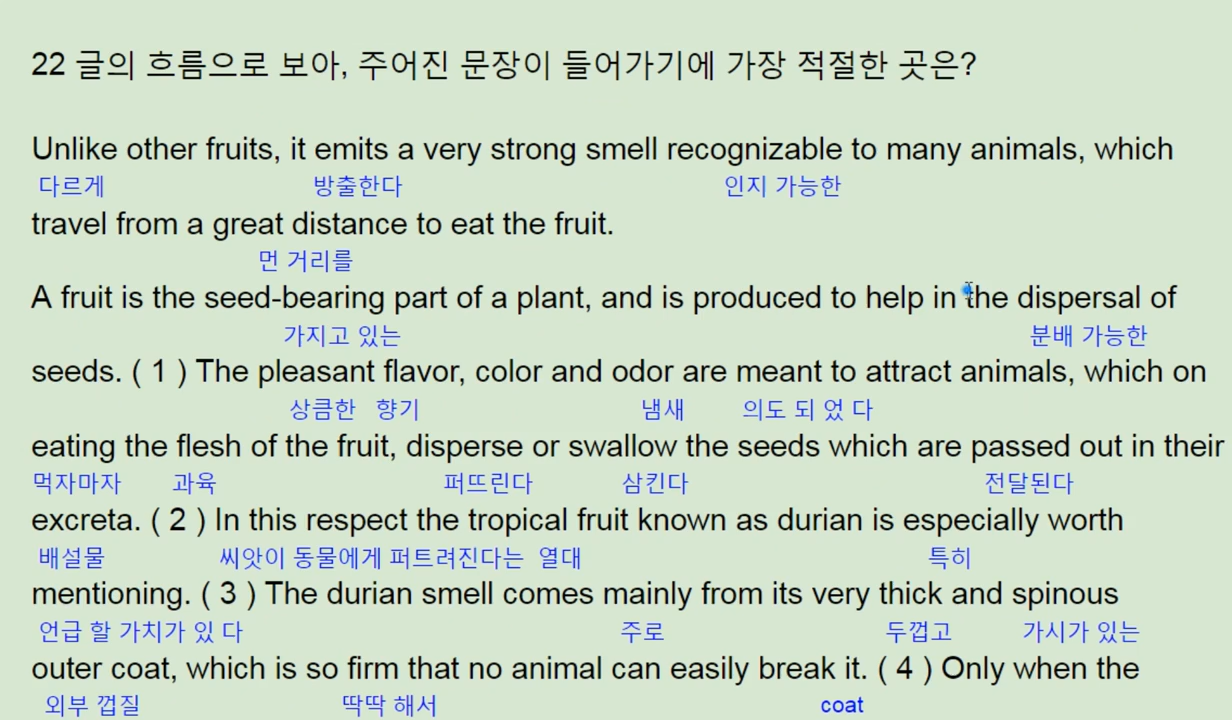 22 글의 흐름으로 보아, 주어진 문장이 들어가기에 가장 적절한 곳은?
Unlike other fruits, it emits a very strong smell recognizable to many animals, which
다르게 방출한다 인지 가능한
travel from a great distance to eat the fruit.
먼 거리를
A fruit is the seed-bearing part of a plant, and is produced to help in the dispersal of
가지고 있는 분배 가능한
seeds. ( 1 ) The pleasant flavor, color and odor are meant to attract animals, which on
상큼한 향기 냄새 의도 되 었 다
eating the flesh of the fruit, disperse or swallow the seeds which are passed out in their
먹자마자 과육 퍼뜨린다 삼킨다 전달된다
excreta. ( 2 ) In this respect the tropical fruit known as durian is especially worth
배설물 씨앗이 동물에게 퍼트려진다는 열대 특히
mentioning. ( 3 ) The durian smell comes mainly from its very thick and spinous
언급 할 가치가 있 다 주로 두껍고 가시가 있는
outer coat, which is so firm that no animal can easily break it. ( 4 ) Only when the
외부 껍질 딱딱 해서 coat